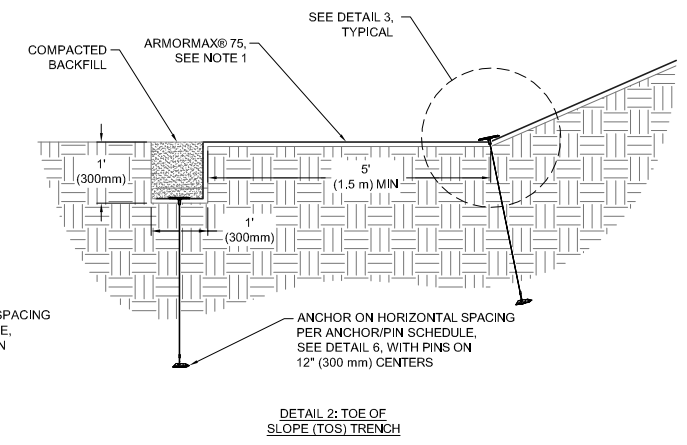 SEE DETAIL 3,
TYPICAL
COMPACTED
BACKFILL
ARMORMAX® 75,
SEE NOTE 1
1'
(300mm)
5'
(1.5 m) MIN
1'
(300mm)
SPACING
E,
N
ANCHOR ON HORIZONTAL SPACING
PER ANCHOR/PIN SCHEDULE,
SEE DETAIL 6, WITH PINS ON
12" (300 mm) CENTERS
DETAIL 2: TOE OF
SLOPE (TOS) TRENCH